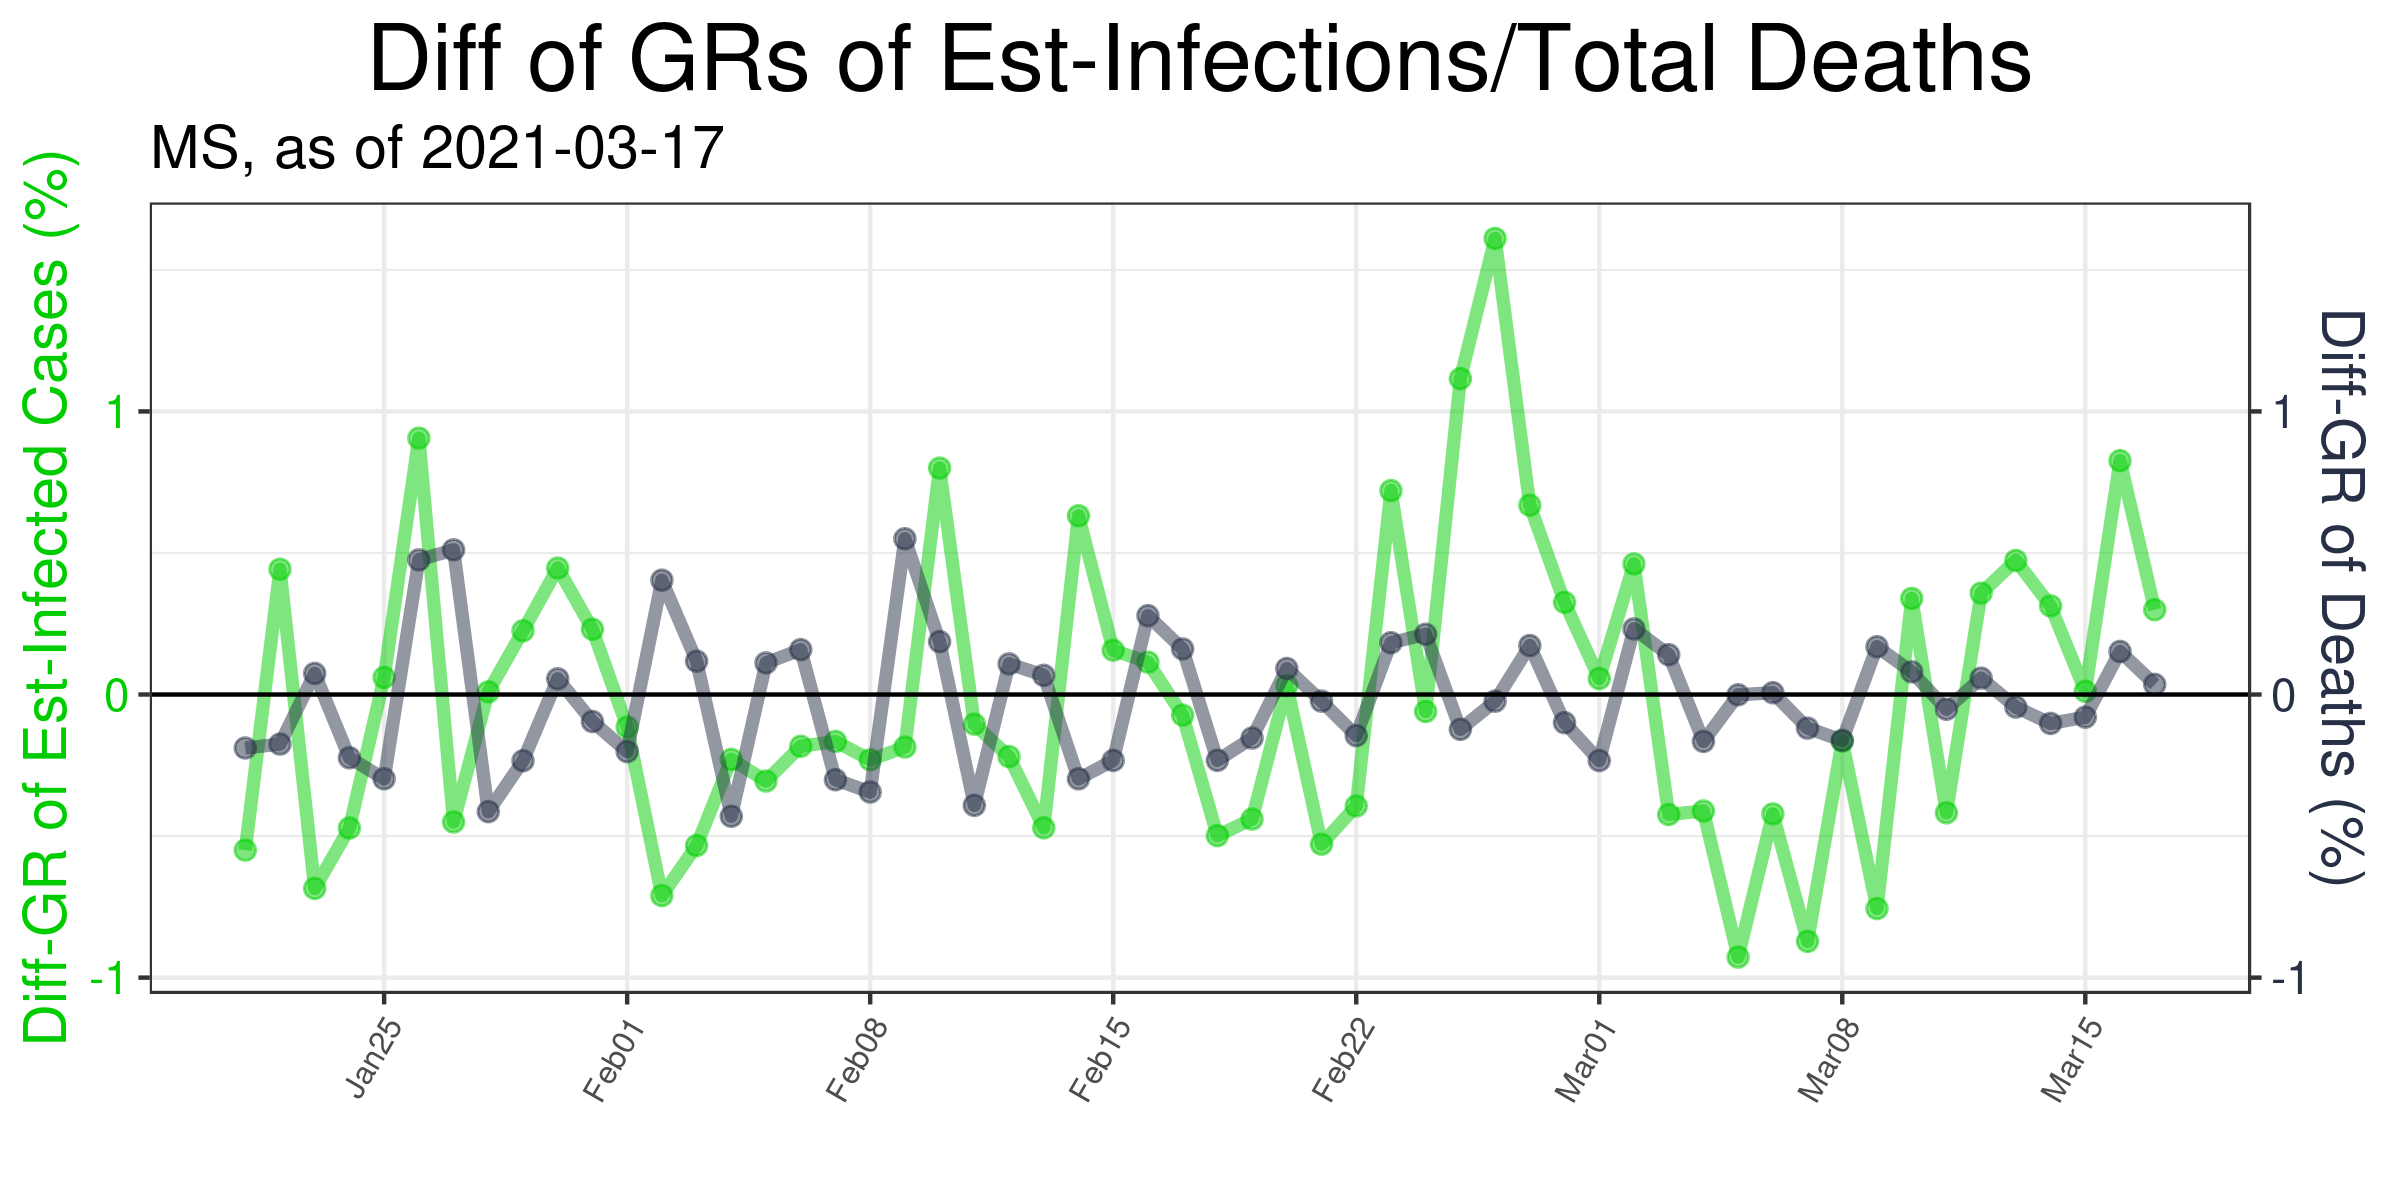 Diff of GRs of Est-Infections/Total Deaths
MS, as of 2021-03-17
Diff-GR of Est-Infected Cases (%)
1
0
-1
1
0
-1
Diff-GR of Deaths (%)
Jan25
Feb01
Feb08
Feb15
Feb22
Mar01
Mar08
Mar15